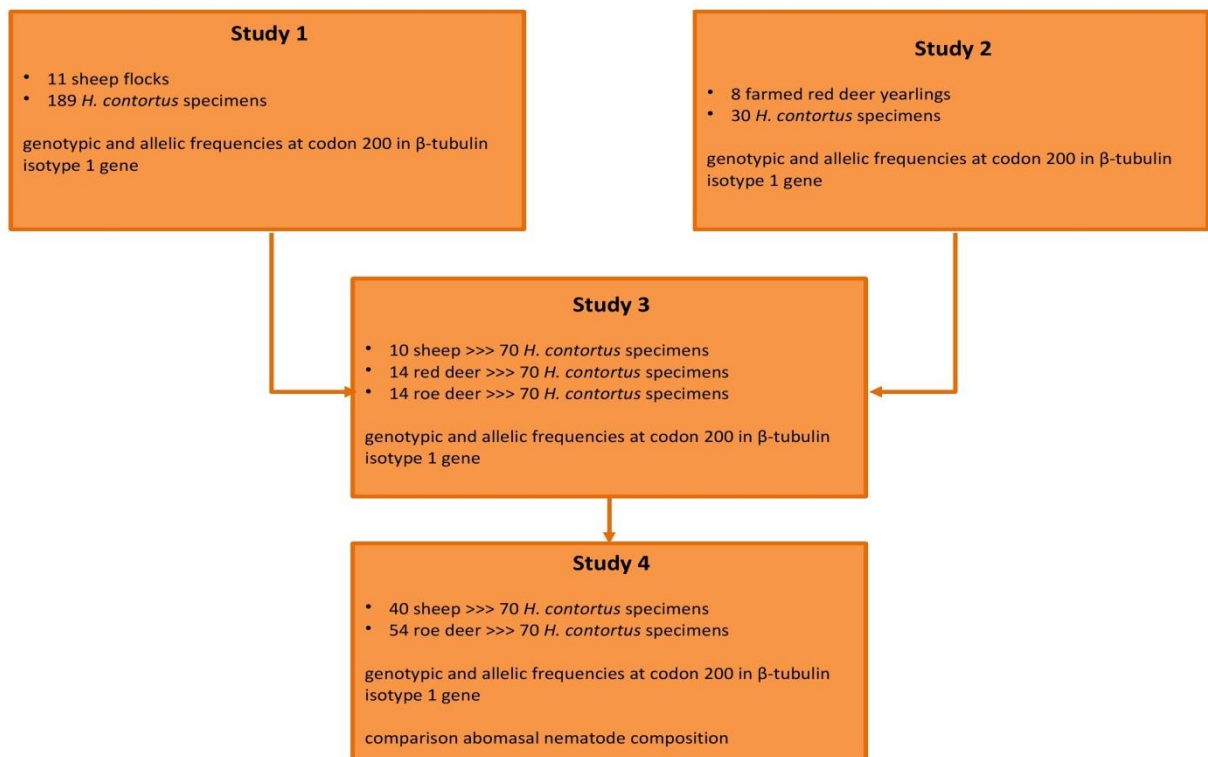 Study 1
• 11 sheep flocks
• 189 H. contortus specimens
genotypic and allelic frequencies at codon 200 in β-tubulin
isotype 1 gene
Study 2
• 8 farmed red deer yearlings
• 30 H. contortus specimens
genotypic and allelic frequencies at codon 200 in β-tubulin
isotype 1 gene
Study 3
• 10 sheep >>> 70 H. contortus specimens
• 14 red deer >>> 70 H. contortus specimens
• 14 roe deer >>> 70 H. contortus specimens
genotypic and allelic frequencies at codon 200 in β-tubulin
isotype 1 gene
Study 4
• 40 sheep >>> 70 H. contortus specimens
• 54 roe deer >>> 70 H. contortus specimens
genotypic and allelic frequencies at codon 200 in β-tubulin
isotype 1 gene
comparison abomasal nematode composition